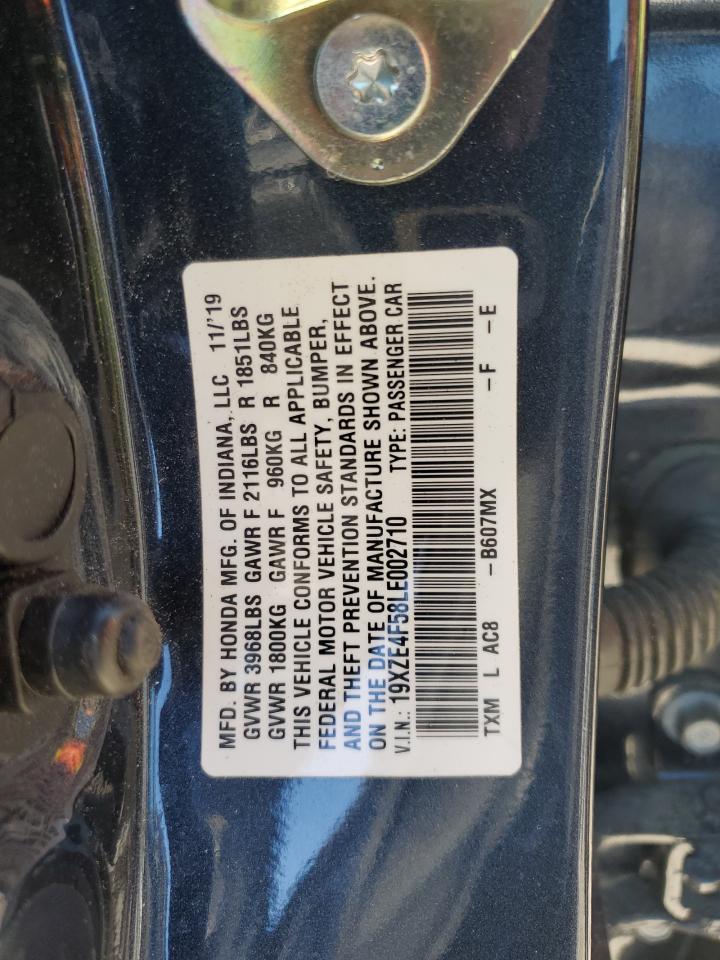 MFD. BY HONDA MFG. OF INDIANA, LLC 11/'19
GVWR 3968LBS GAWR F 2116LBS R 1851LBS
GVWR 1800KG GAWR F 960KG R 840KG
THIS VEHICLE CONFORMS TO ALL APPLICABLE
FEDERAL MOTOR VEHICLE SAFETY, BUMPER,
AND THEFT PREVENTION STANDARDS IN EFFECT
ON THE DATE OF MANUFACTURE SHOWN ABOVE.
V.I.N.: 19XZE4F58LE002710 TYPE: PASSENGER CAR
TXM L AC8 -B607MX -F -E